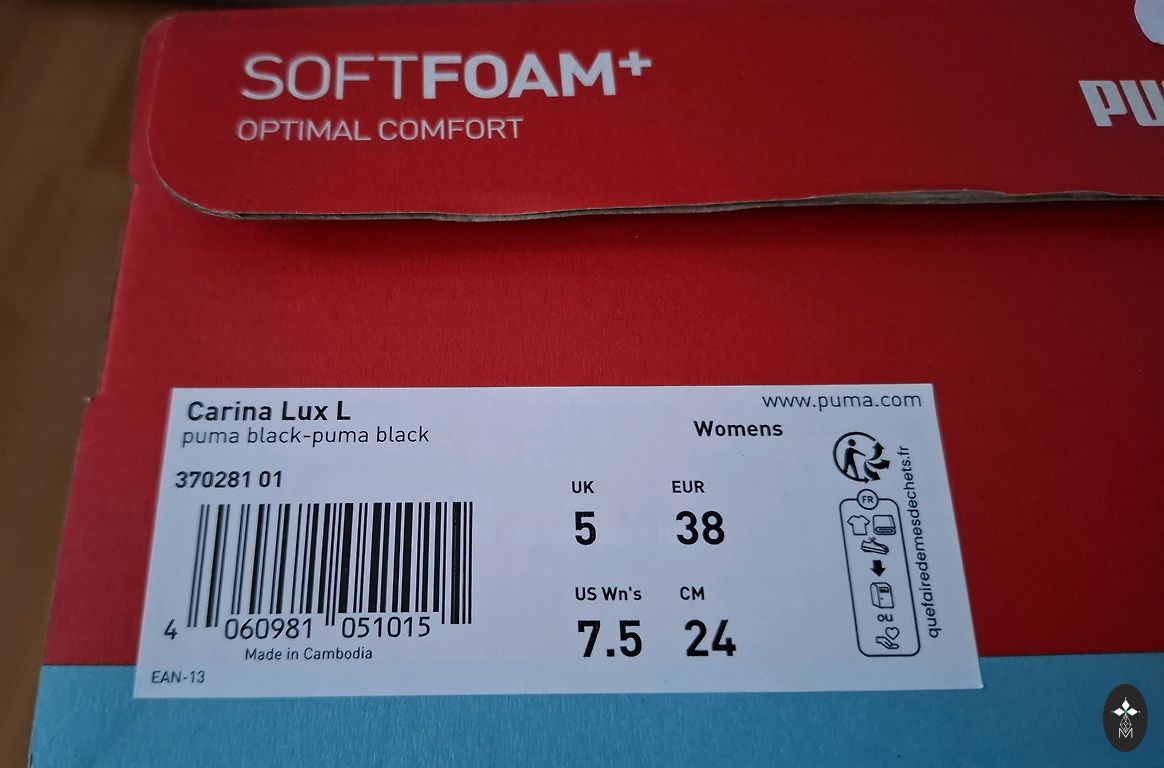 SOFTFOAM+
OPTIMAL COMFORT
Carina Lux L
puma black-puma black
370281 01
4 060981 051015
Made in Cambodia
EAN-13
www.puma.com
Womens
UK EUR
5 38
US Wn's CM
7.5 24
FR
quefairedemesdechets.fr
M